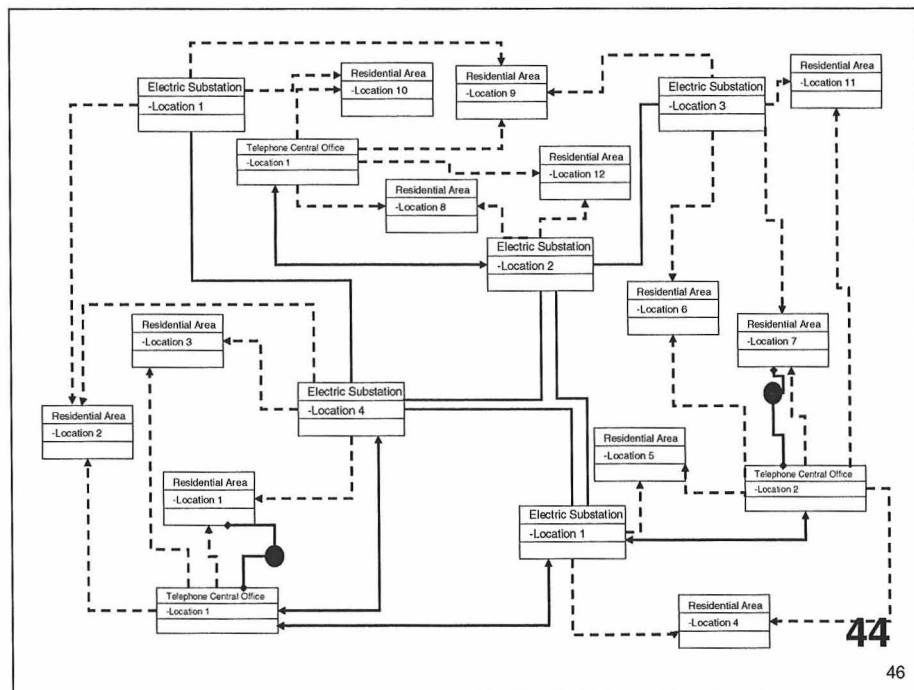 Electric Substation
-Location 1
Residential Area
-Location 10
Residential Area
-Location 9
Electric Substation
-Location 3
Residential Area
-Location 11
Telephone Central Office
-Location 1
Residential Area
-Location 8
Residential Area
-Location 12
Electric Substation
-Location 2
Residential Area
-Location 6
Residential Area
-Location 7
Residential Area
-Location 3
Electric Substation
-Location 4
Residential Area
-Location 2
Residential Area
-Location 1
Residential Area
-Location 5
Telephone Central Office
-Location 2
Electric Substation
-Location 1
Telephone Central Office
-Location 1
Residential Area
-Location 4
44
46